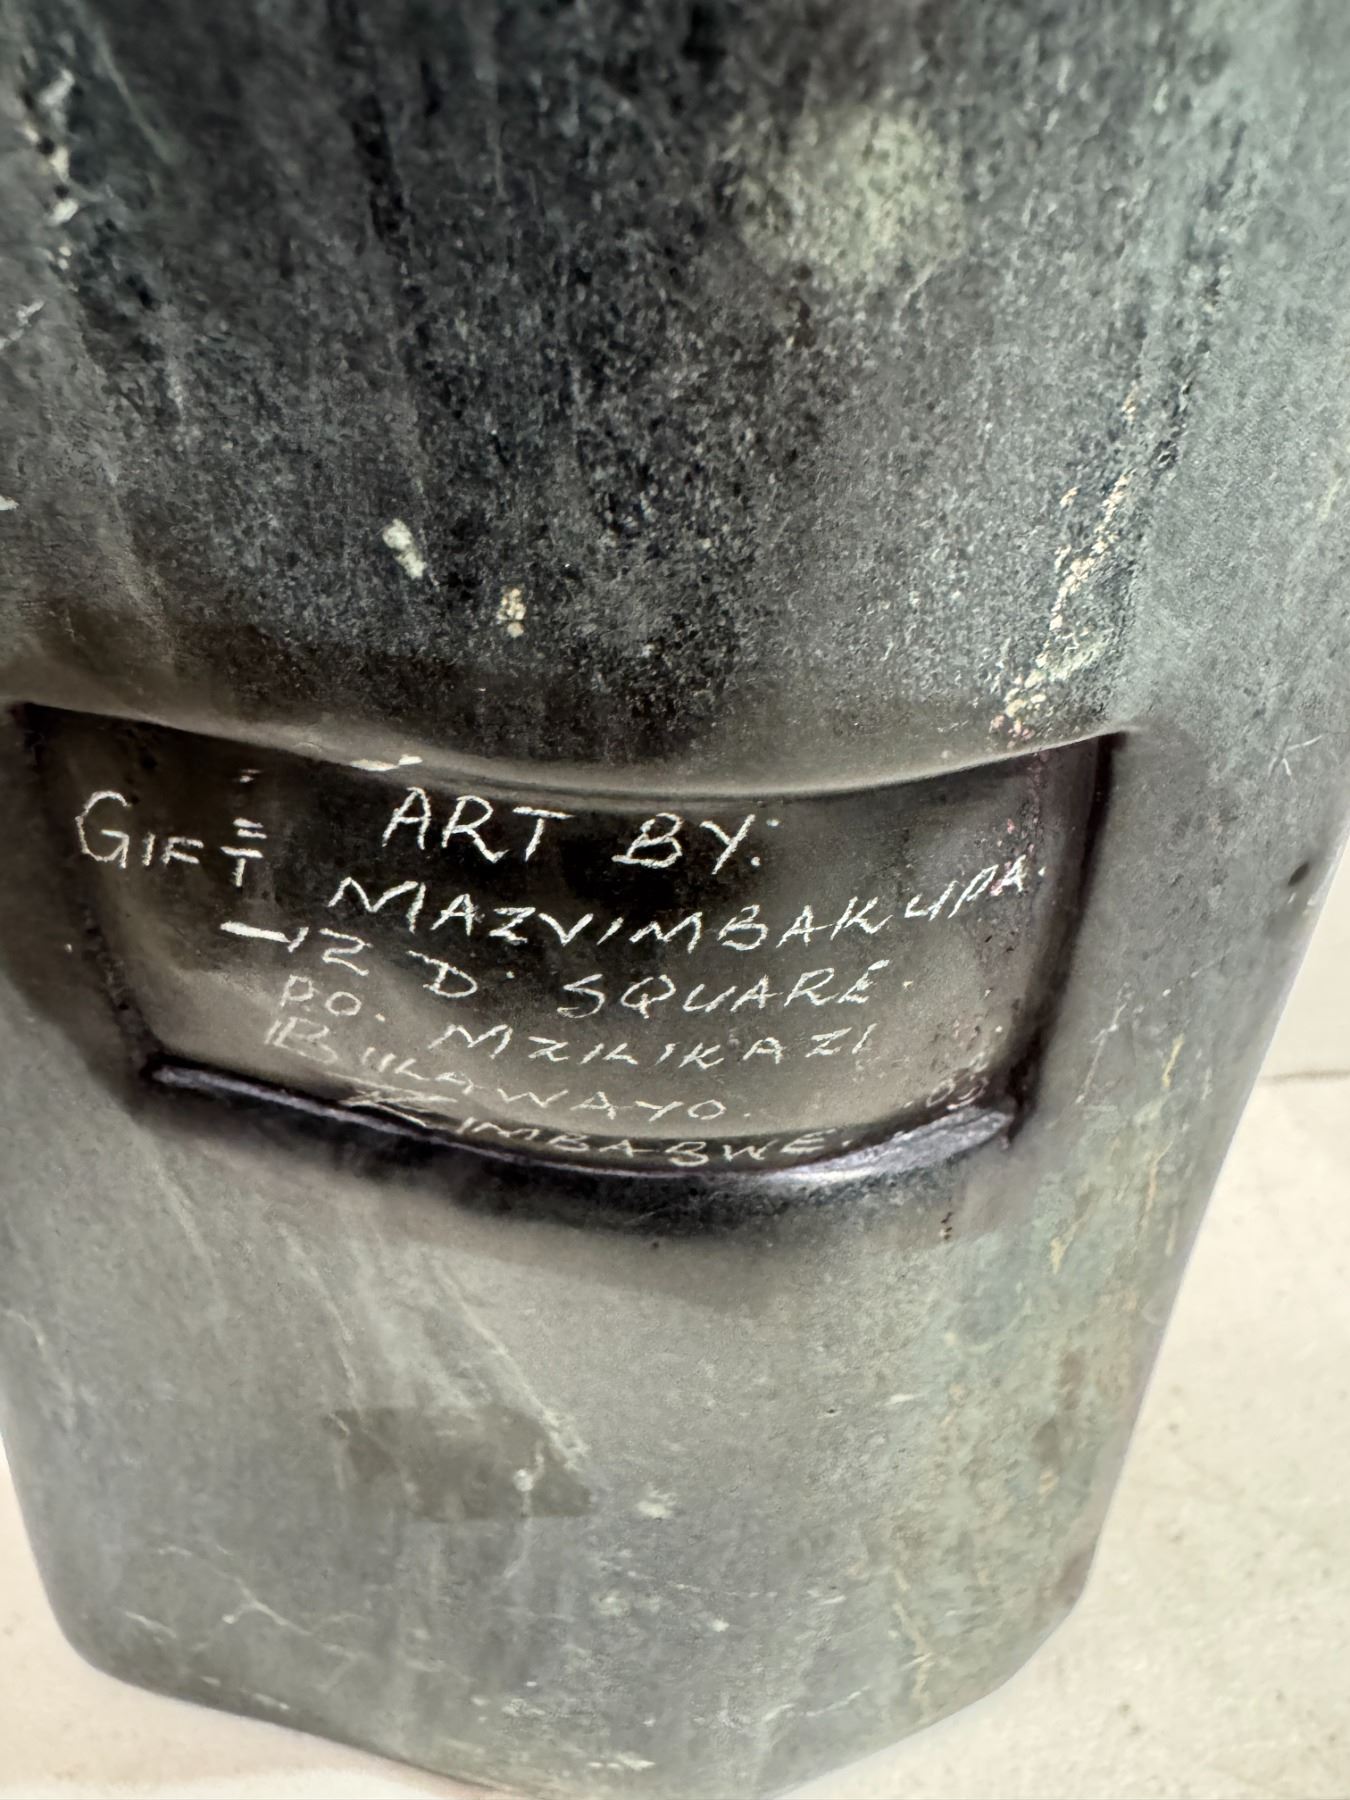 ART BY:
GIFT MAZVIMBAKUPA.
12 D. SQUARE.
P.O. MZILIKAZI
BULAWAYO.
ZIMBABWE.